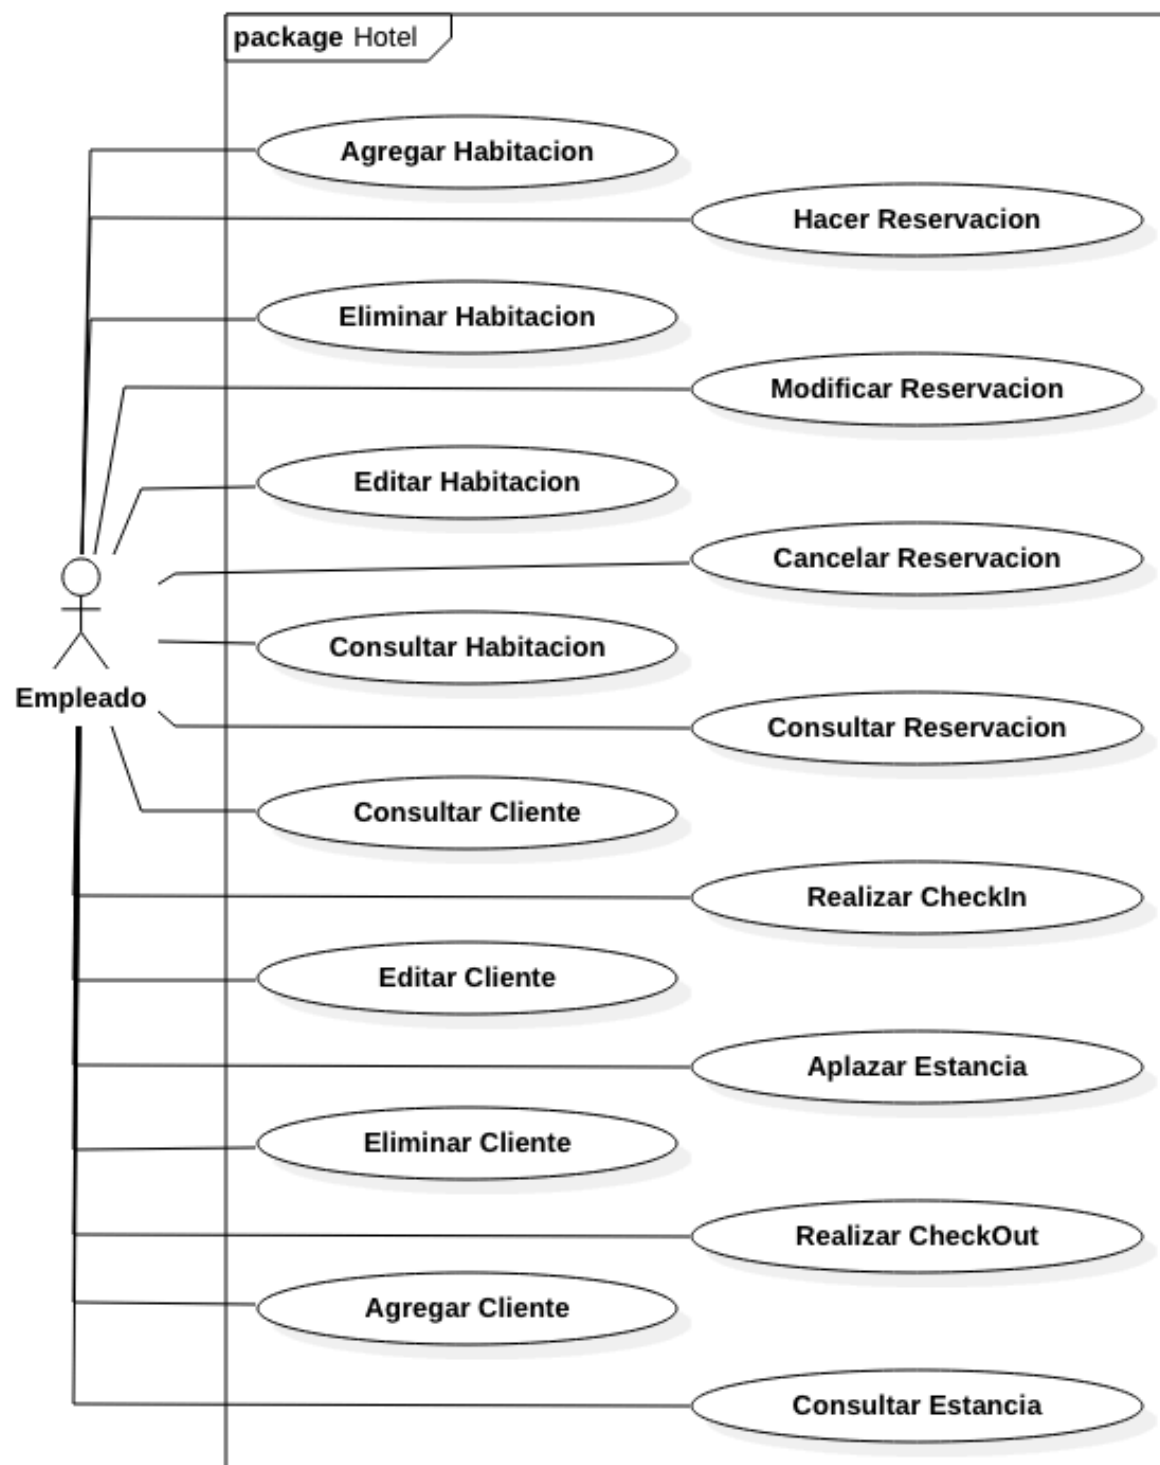 package Hotel
Agregar Habitacion
Hacer Reservacion
Eliminar Habitacion
Modificar Reservacion
Editar Habitacion
Cancelar Reservacion
Consultar Habitacion
Empleado
Consultar Reservacion
Consultar Cliente
Realizar CheckIn
Editar Cliente
Aplazar Estancia
Eliminar Cliente
Realizar CheckOut
Agregar Cliente
Consultar Estancia